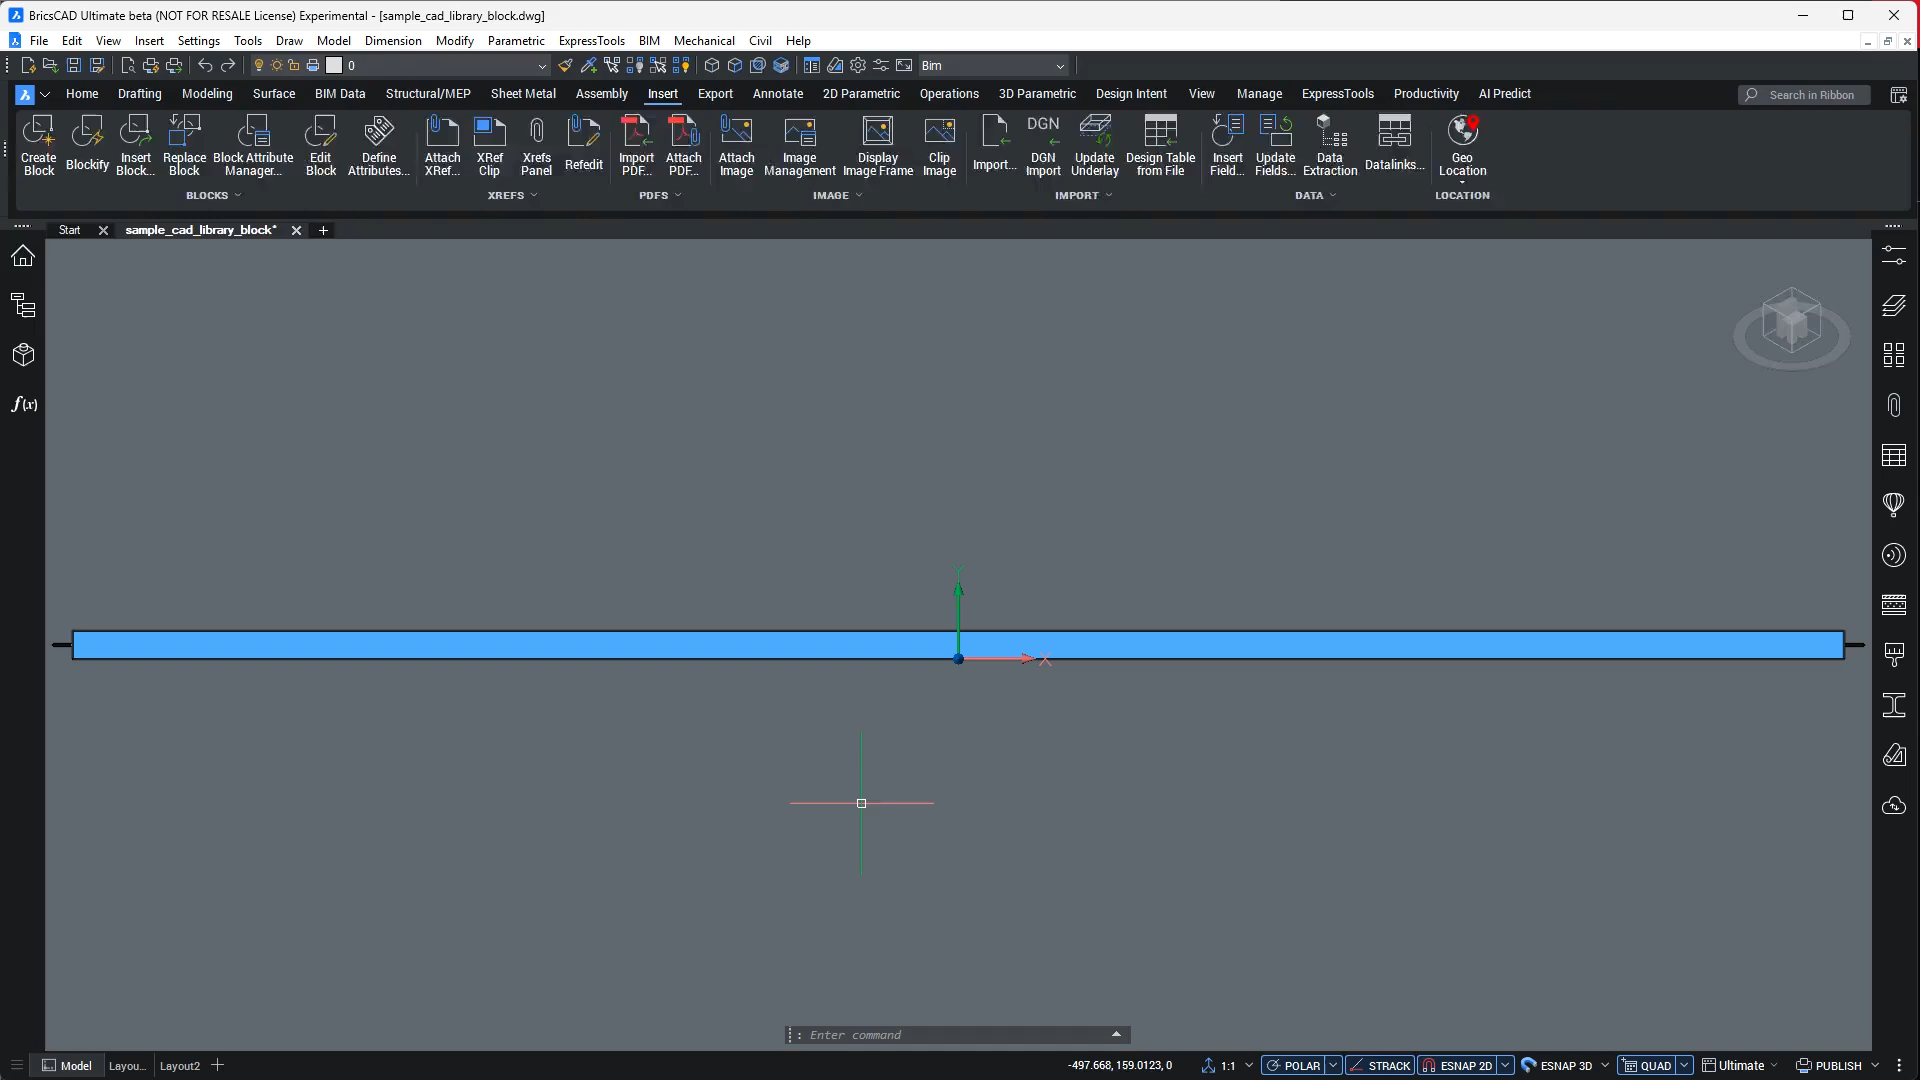 BricsCAD Ultimate beta (NOT FOR RESALE License) Experimental - [sample_cad_library_block.dwg]
File Edit View Insert Settings Tools Draw Model Dimension Modify Parametric ExpressTools BIM Mechanical Civil Help
0 Bim
Home Drafting Modeling Surface BIM Data Structural/MEP Sheet Metal Assembly Insert Export Annotate 2D Parametric Operations 3D Parametric Design Intent View Manage ExpressTools Productivity AI Predict Search in Ribbon
DGN
Create Block
Blockify
Insert Block...
Replace Block
Block Attribute Manager...
Edit Block
Define Attributes...
Attach XRef...
XRef Clip
Xrefs Panel
Refedit
Import PDF...
Attach PDF...
Attach Image
Image Management
Display Image Frame
Clip Image
Import...
DGN Import
Update Underlay
Design Table from File
Insert Field...
Update Fields...
Data Extraction
Datalinks...
Geo Location
BLOCKS XREFS PDFS IMAGE IMPORT DATA LOCATION
Start sample_cad_library_block*
f(x)
Y
X
: Enter command
Model Layou... Layout2 -497.668, 159.0123, 0 1:1 POLAR STRACK ESNAP 2D ESNAP 3D QUAD Ultimate PUBLISH